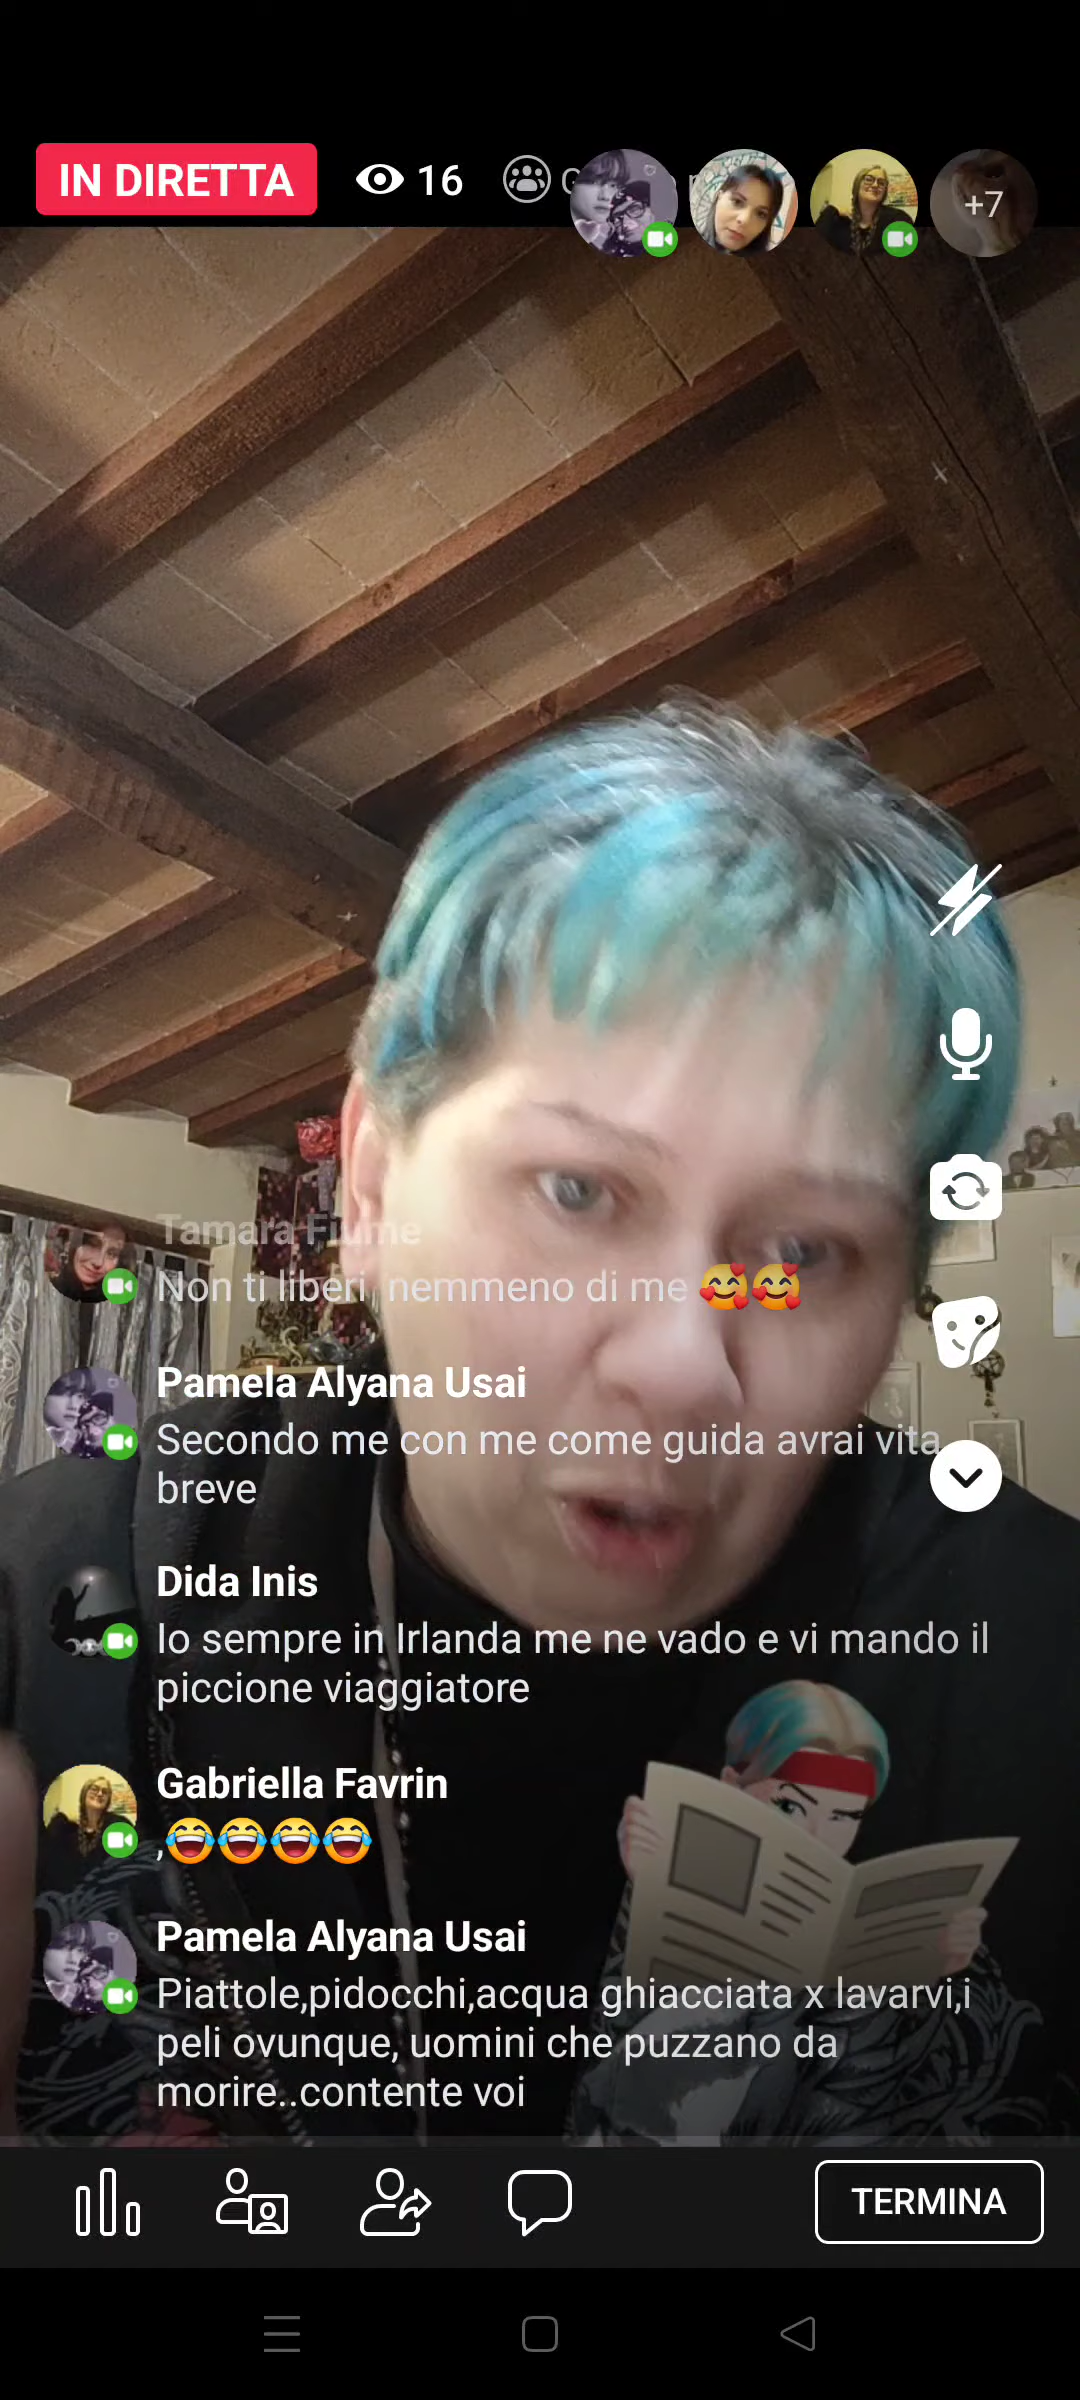 IN DIRETTA
16
+7
Tamara Fiume
Non ti liberi nemmeno di me 🥰🥰
Pamela Alyana Usai
Secondo me con me come guida avrai vita
breve
Dida Inis
Io sempre in Irlanda me ne vado e vi mando il
piccione viaggiatore
Gabriella Favrin
,😂😂😂😂
Pamela Alyana Usai
Piattole,pidocchi,acqua ghiacciata x lavarvi,i
peli ovunque, uomini che puzzano da
morire..contente voi
TERMINA